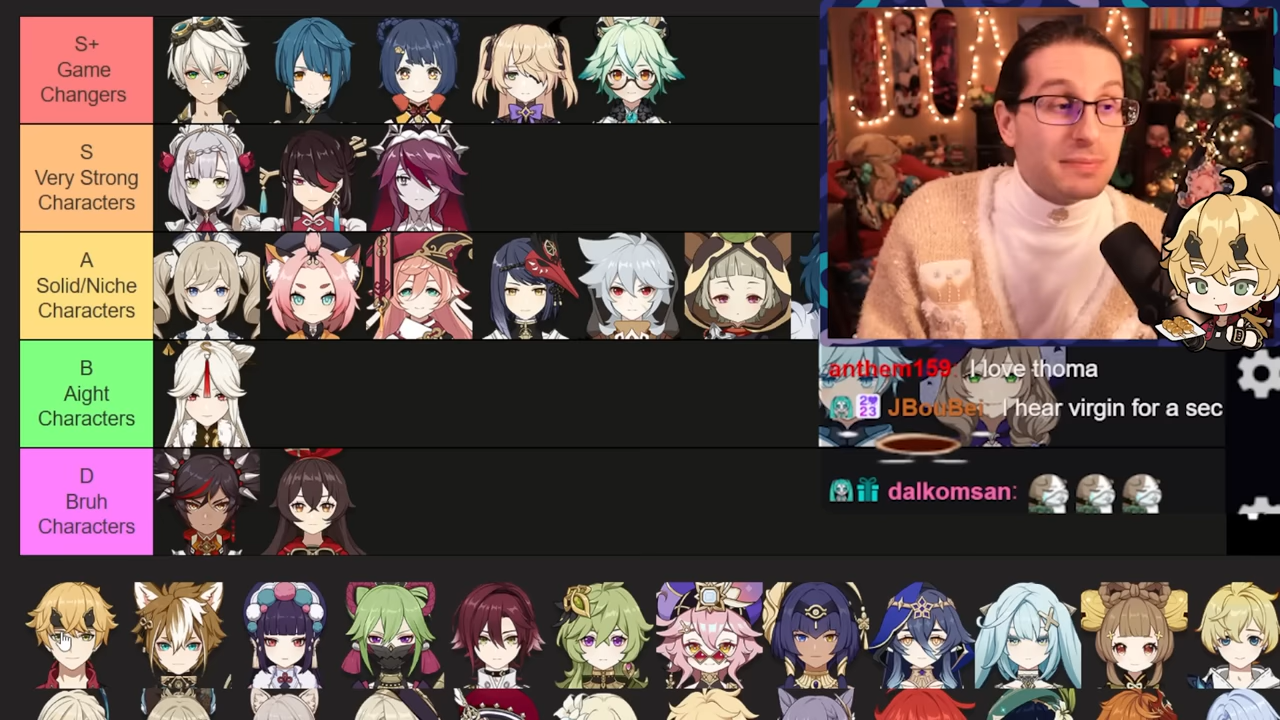 S+
Game
Changers
S
Very Strong
Characters
A
Solid/Niche
Characters
B
Aight
Characters
D
Bruh
Characters
anthem159: I love thoma
JBouBei: I hear virgin for a sec
dalkomsan: